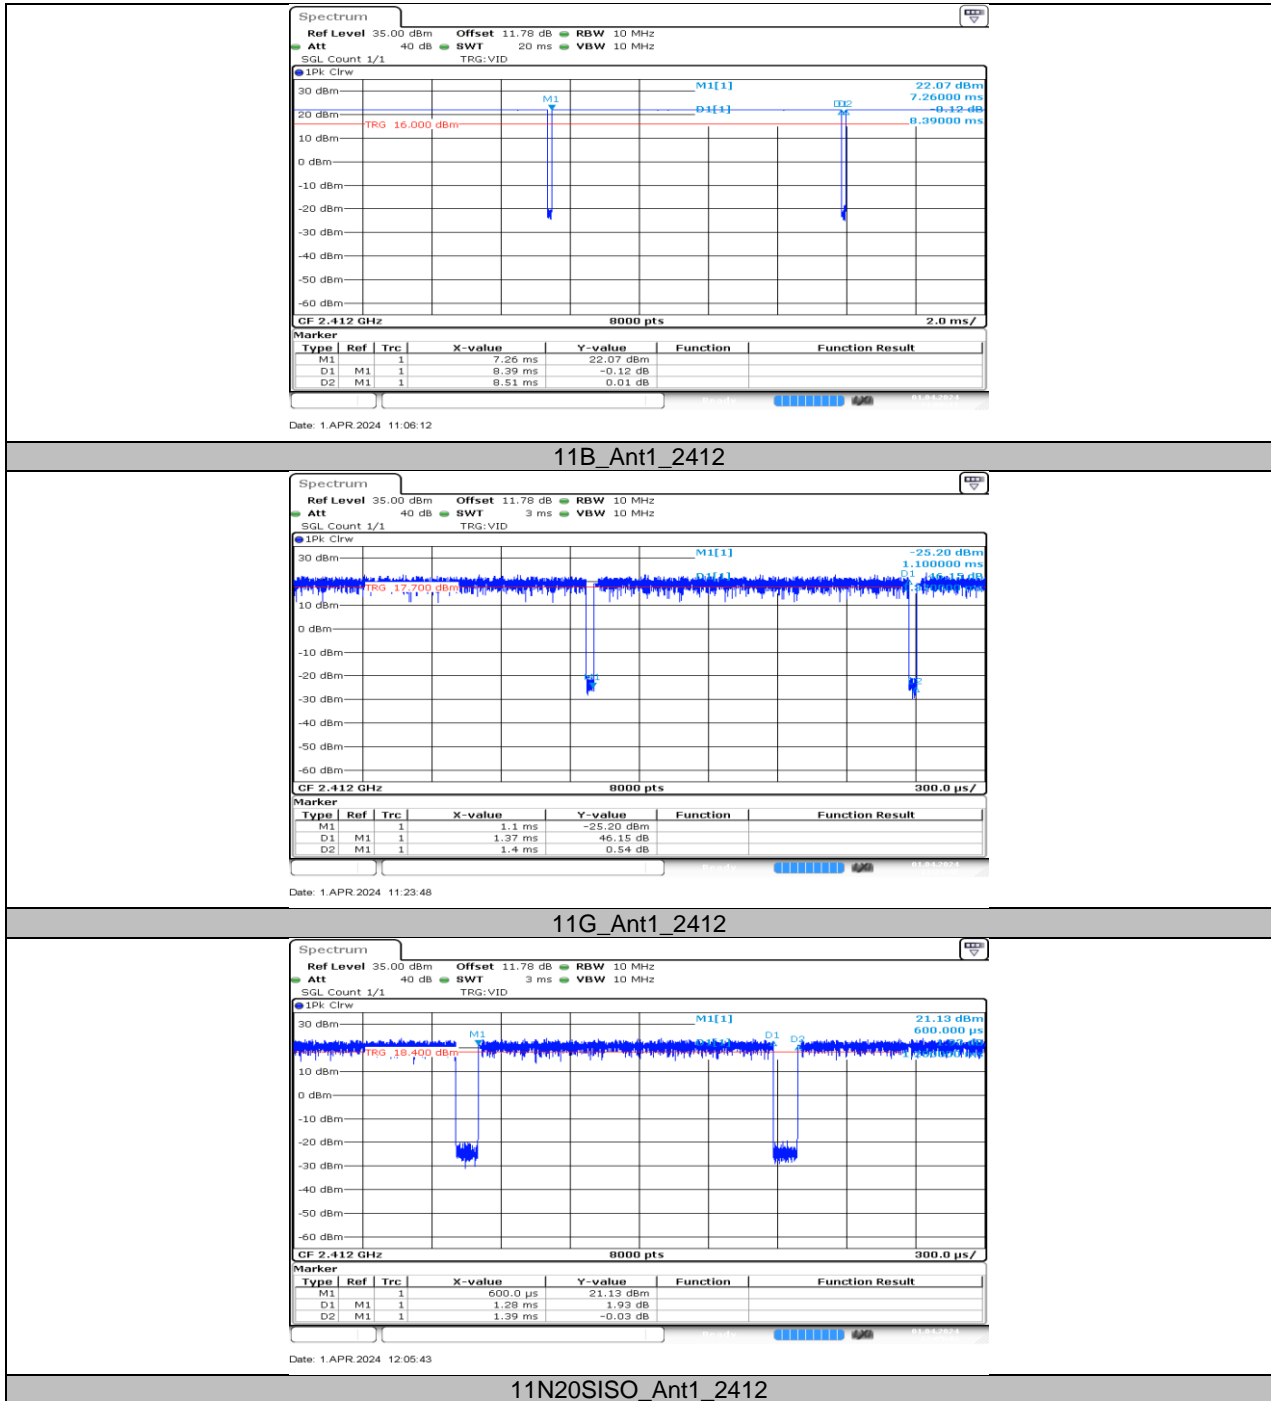 Spectrum
Ref Level 35.00 dBm Offset 11.78 dB RBW 10 MHz
Att 40 dB SWT 20 ms VBW 10 MHz
SGL Count 1/1 TRG:VID
1Pk Clrw
M1[1] 22.07 dBm
7.26000 ms
D1[1] -0.12 dB
8.39000 ms
M1
30 dBm
20 dBm
TRG 16.000 dBm
10 dBm
0 dBm
-10 dBm
-20 dBm
-30 dBm
-40 dBm
-50 dBm
-60 dBm
CF 2.412 GHz 8000 pts 2.0 ms/
Marker
Type Ref Trc X-value Y-value Function Function Result
M1 1 7.26 ms 22.07 dBm
D1 M1 1 8.39 ms -0.12 dB
D2 M1 1 8.51 ms 0.01 dB
Date: 1.APR.2024 11:06:12
11B_Ant1_2412
Spectrum
Ref Level 35.00 dBm Offset 11.78 dB RBW 10 MHz
Att 40 dB SWT 3 ms VBW 10 MHz
SGL Count 1/1 TRG:VID
1Pk Clrw
M1[1] -25.20 dBm
1.100000 ms
D1[1] 46.15 dB
D1
30 dBm
TRG 17.700 dBm
10 dBm
0 dBm
-10 dBm
-20 dBm
-30 dBm
-40 dBm
-50 dBm
-60 dBm
CF 2.412 GHz 8000 pts 300.0 µs/
Marker
Type Ref Trc X-value Y-value Function Function Result
M1 1 1.1 ms -25.20 dBm
D1 M1 1 1.37 ms 46.15 dB
D2 M1 1 1.4 ms 0.54 dB
Date: 1.APR.2024 11:23:48
11G_Ant1_2412
Spectrum
Ref Level 35.00 dBm Offset 11.78 dB RBW 10 MHz
Att 40 dB SWT 3 ms VBW 10 MHz
SGL Count 1/1 TRG:VID
1Pk Clrw
M1[1] 21.13 dBm
600.000 µs
M1 D1 D2
30 dBm
TRG 18.400 dBm
10 dBm
0 dBm
-10 dBm
-20 dBm
-30 dBm
-40 dBm
-50 dBm
-60 dBm
CF 2.412 GHz 8000 pts 300.0 µs/
Marker
Type Ref Trc X-value Y-value Function Function Result
M1 1 600.0 µs 21.13 dBm
D1 M1 1 1.28 ms 1.93 dB
D2 M1 1 1.39 ms -0.03 dB
Date: 1.APR.2024 12:05:43
11N20SISO_Ant1_2412